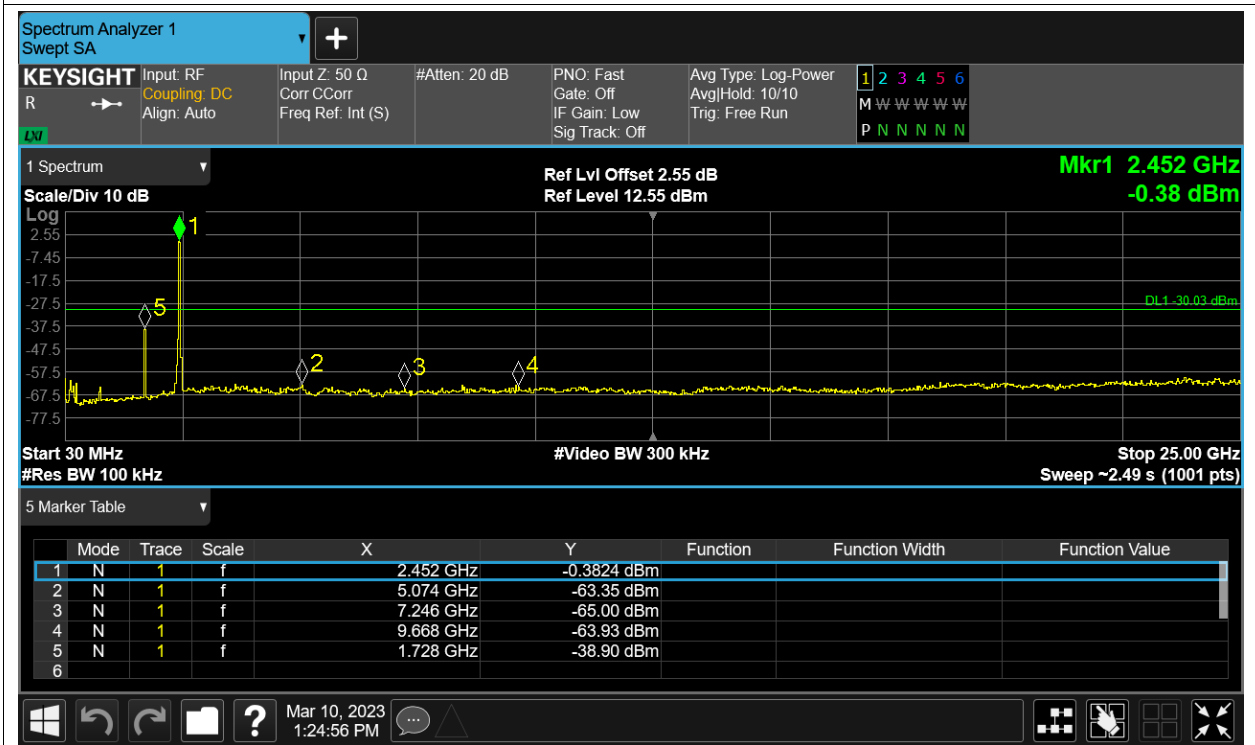 Spectrum Analyzer 1
Swept SA
KEYSIGHT
R
LXI
Input: RF
Coupling: DC
Align: Auto
Input Z: 50 Ω
Corr CCorr
Freq Ref: Int (S)
#Atten: 20 dB
PNO: Fast
Gate: Off
IF Gain: Low
Sig Track: Off
Avg Type: Log-Power
Avg|Hold: 10/10
Trig: Free Run
1 2 3 4 5 6
M W W W W W
P N N N N N
1 Spectrum
Scale/Div 10 dB
Ref Lvl Offset 2.55 dB
Ref Level 12.55 dBm
Mkr1 2.452 GHz
-0.38 dBm
Log
2.55
-7.45
-17.5
-27.5
-37.5
-47.5
-57.5
-67.5
-77.5
1
5
2
3
4
DL1 -30.03 dBm
Start 30 MHz
#Video BW 300 kHz
Stop 25.00 GHz
#Res BW 100 kHz
Sweep ~2.49 s (1001 pts)
5 Marker Table
Mode Trace Scale X Y Function Function Width Function Value
1 N 1 f 2.452 GHz -0.3824 dBm
2 N 1 f 5.074 GHz -63.35 dBm
3 N 1 f 7.246 GHz -65.00 dBm
4 N 1 f 9.668 GHz -63.93 dBm
5 N 1 f 1.728 GHz -38.90 dBm
6
?
Mar 10, 2023
1:24:56 PM